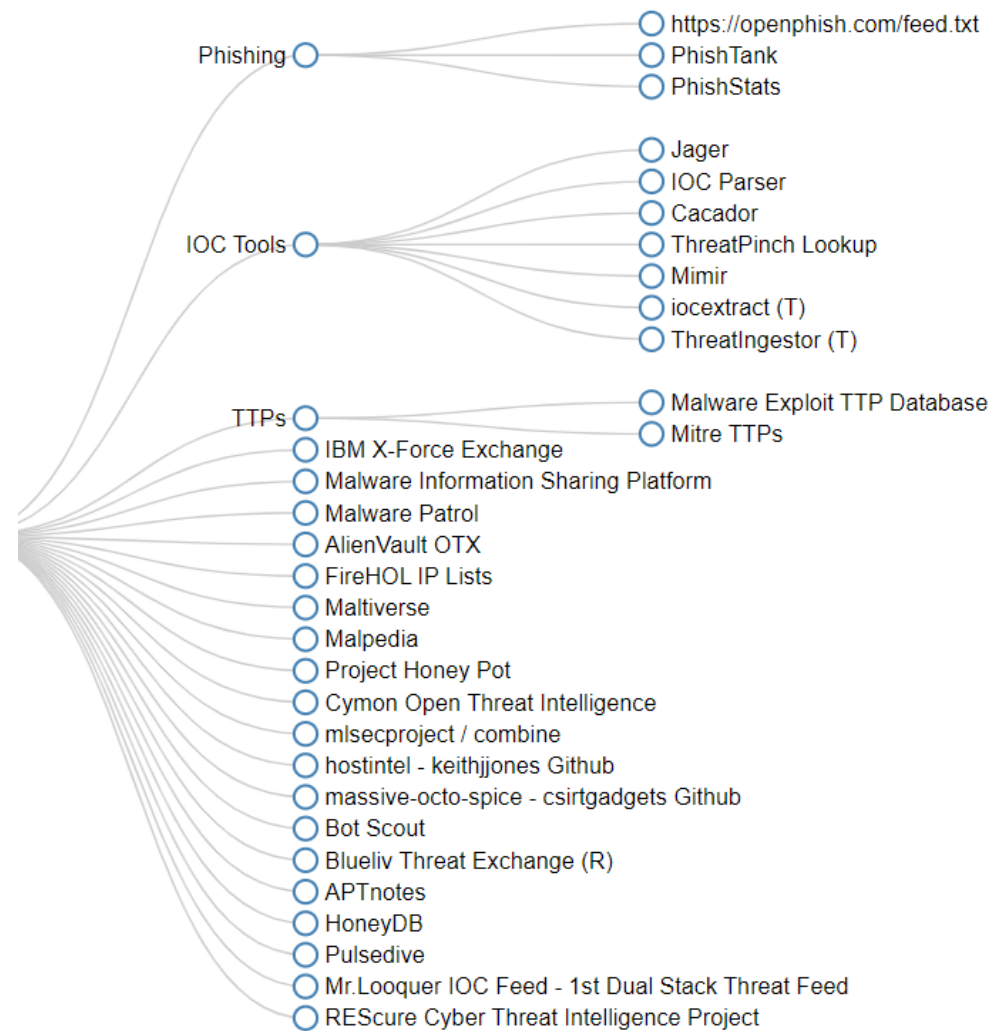 Phishing
https://openphish.com/feed.txt
PhishTank
PhishStats
IOC Tools
Jager
IOC Parser
Cacador
ThreatPinch Lookup
Mimir
iocextract (T)
ThreatIngestor (T)
TTPs
Malware Exploit TTP Database
Mitre TTPs
IBM X-Force Exchange
Malware Information Sharing Platform
Malware Patrol
AlienVault OTX
FireHOL IP Lists
Maltiverse
Malpedia
Project Honey Pot
Cymon Open Threat Intelligence
mlsecproject / combine
hostintel - keithjjones Github
massive-octo-spice - csirtgadgets Github
Bot Scout
Blueliv Threat Exchange (R)
APTnotes
HoneyDB
Pulsedive
Mr.Looquer IOC Feed - 1st Dual Stack Threat Feed
REScure Cyber Threat Intelligence Project